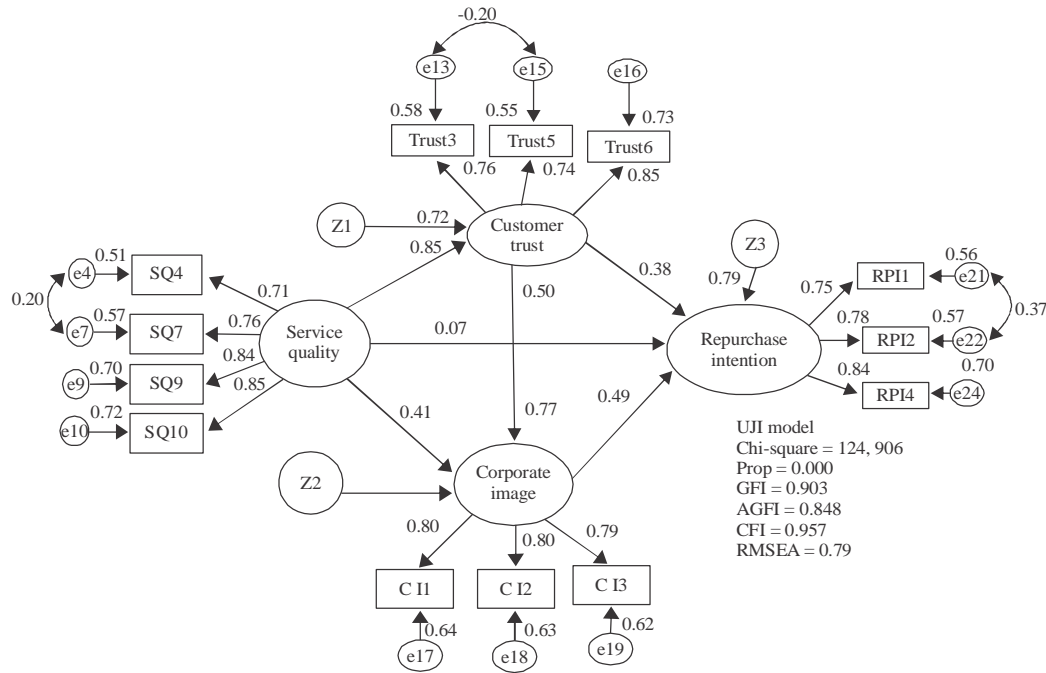 -0.20
e13
e15
e16
0.58
0.55
0.73
Trust3
Trust5
Trust6
0.76
0.74
0.85
Z1
0.72
Customer
trust
Z3
0.85
0.79
0.38
0.50
e4
0.51
SQ4
0.71
0.20
e7
0.57
SQ7
0.76
Service
quality
0.07
e9
0.70
SQ9
0.84
0.85
e10
0.72
SQ10
Repurchase
intention
0.75
RPI1
0.56
e21
0.37
0.78
RPI2
0.57
e22
0.70
0.84
RPI4
e24
0.41
0.77
0.49
Z2
Corporate
image
0.80
0.80
0.79
C I1
C I2
C I3
0.64
0.63
0.62
e17
e18
e19
UJI model
Chi-square = 124, 906
Prop = 0.000
GFI = 0.903
AGFI = 0.848
CFI = 0.957
RMSEA = 0.79